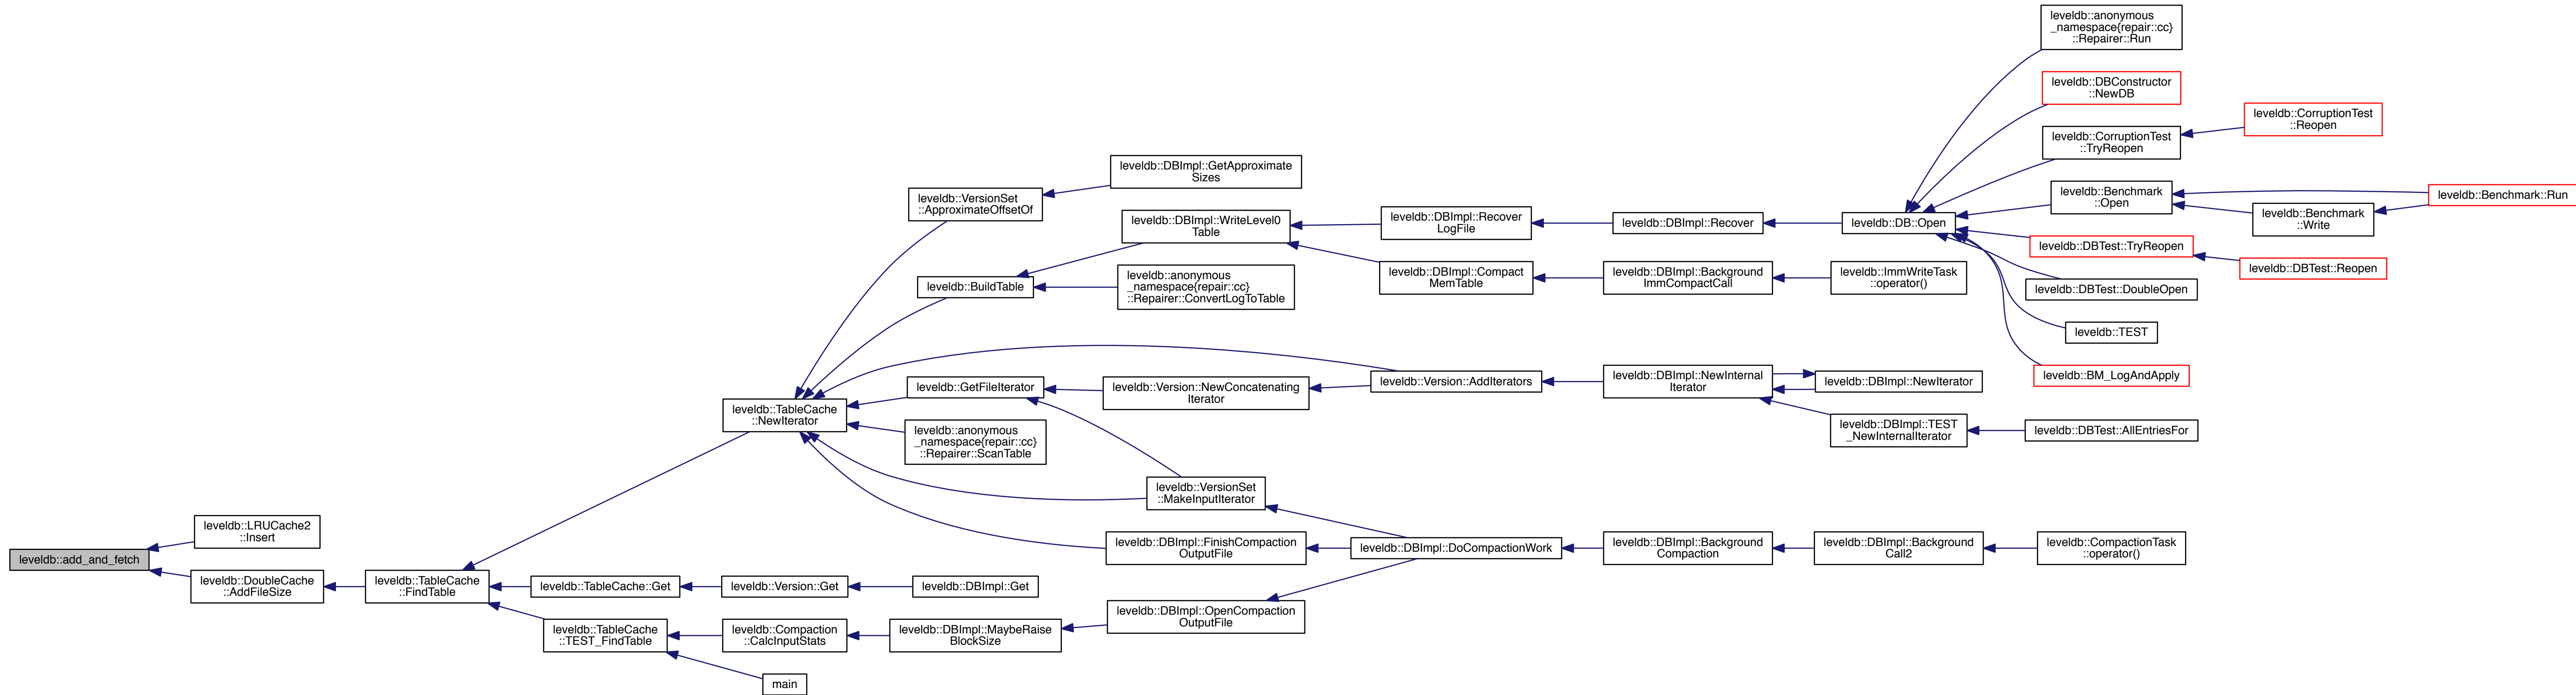 leveldb::add_and_fetch
leveldb::LRUCache2
::Insert
leveldb::DoubleCache
::AddFileSize
leveldb::TableCache
::FindTable
leveldb::TableCache
::NewIterator
leveldb::VersionSet
::ApproximateOffsetOf
leveldb::DBImpl::GetApproximate
Sizes
leveldb::BuildTable
leveldb::DBImpl::WriteLevel0
Table
leveldb::DBImpl::Recover
LogFile
leveldb::DBImpl::Recover
leveldb::DB::Open
leveldb::anonymous
_namespace{repair::cc}
::Repairer::Run
leveldb::DBConstructor
::NewDB
leveldb::CorruptionTest
::TryReopen
leveldb::CorruptionTest
::Reopen
leveldb::Benchmark
::Open
leveldb::Benchmark::Run
leveldb::Benchmark
::Write
leveldb::DBTest::TryReopen
leveldb::DBTest::Reopen
leveldb::DBTest::DoubleOpen
leveldb::TEST
leveldb::BM_LogAndApply
leveldb::DBImpl::Compact
MemTable
leveldb::DBImpl::Background
ImmCompactCall
leveldb::ImmWriteTask
::operator()
leveldb::anonymous
_namespace{repair::cc}
::Repairer::ConvertLogToTable
leveldb::GetFileIterator
leveldb::Version::NewConcatenating
Iterator
leveldb::Version::AddIterators
leveldb::DBImpl::NewInternal
Iterator
leveldb::DBImpl::NewIterator
leveldb::DBImpl::TEST
_NewInternalIterator
leveldb::DBTest::AllEntriesFor
leveldb::anonymous
_namespace{repair::cc}
::Repairer::ScanTable
leveldb::VersionSet
::MakeInputIterator
leveldb::DBImpl::FinishCompaction
OutputFile
leveldb::DBImpl::DoCompactionWork
leveldb::DBImpl::Background
Compaction
leveldb::DBImpl::Background
Call2
leveldb::CompactionTask
::operator()
leveldb::TableCache::Get
leveldb::Version::Get
leveldb::DBImpl::Get
leveldb::TableCache
::TEST_FindTable
leveldb::Compaction
::CalcInputStats
leveldb::DBImpl::MaybeRaise
BlockSize
leveldb::DBImpl::OpenCompaction
OutputFile
main